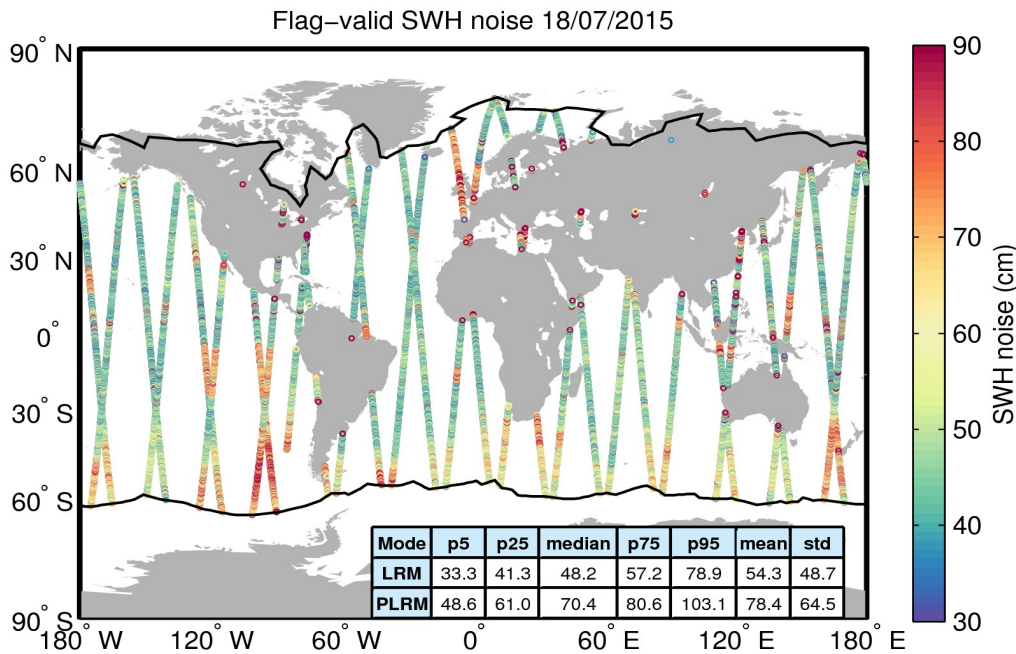 Flag−valid SWH noise 18/07/2015
90° N
60° N
30° N
0°
30° S
60° S
90° S
180° W
120° W
60° W
0°
60° E
120° E
180° E
Mode p5 p25 median p75 p95 mean std
LRM 33.3 41.3 48.2 57.2 78.9 54.3 48.7
PLRM 48.6 61.0 70.4 80.6 103.1 78.4 64.5
90
80
70
60
50
40
30
SWH noise (cm)